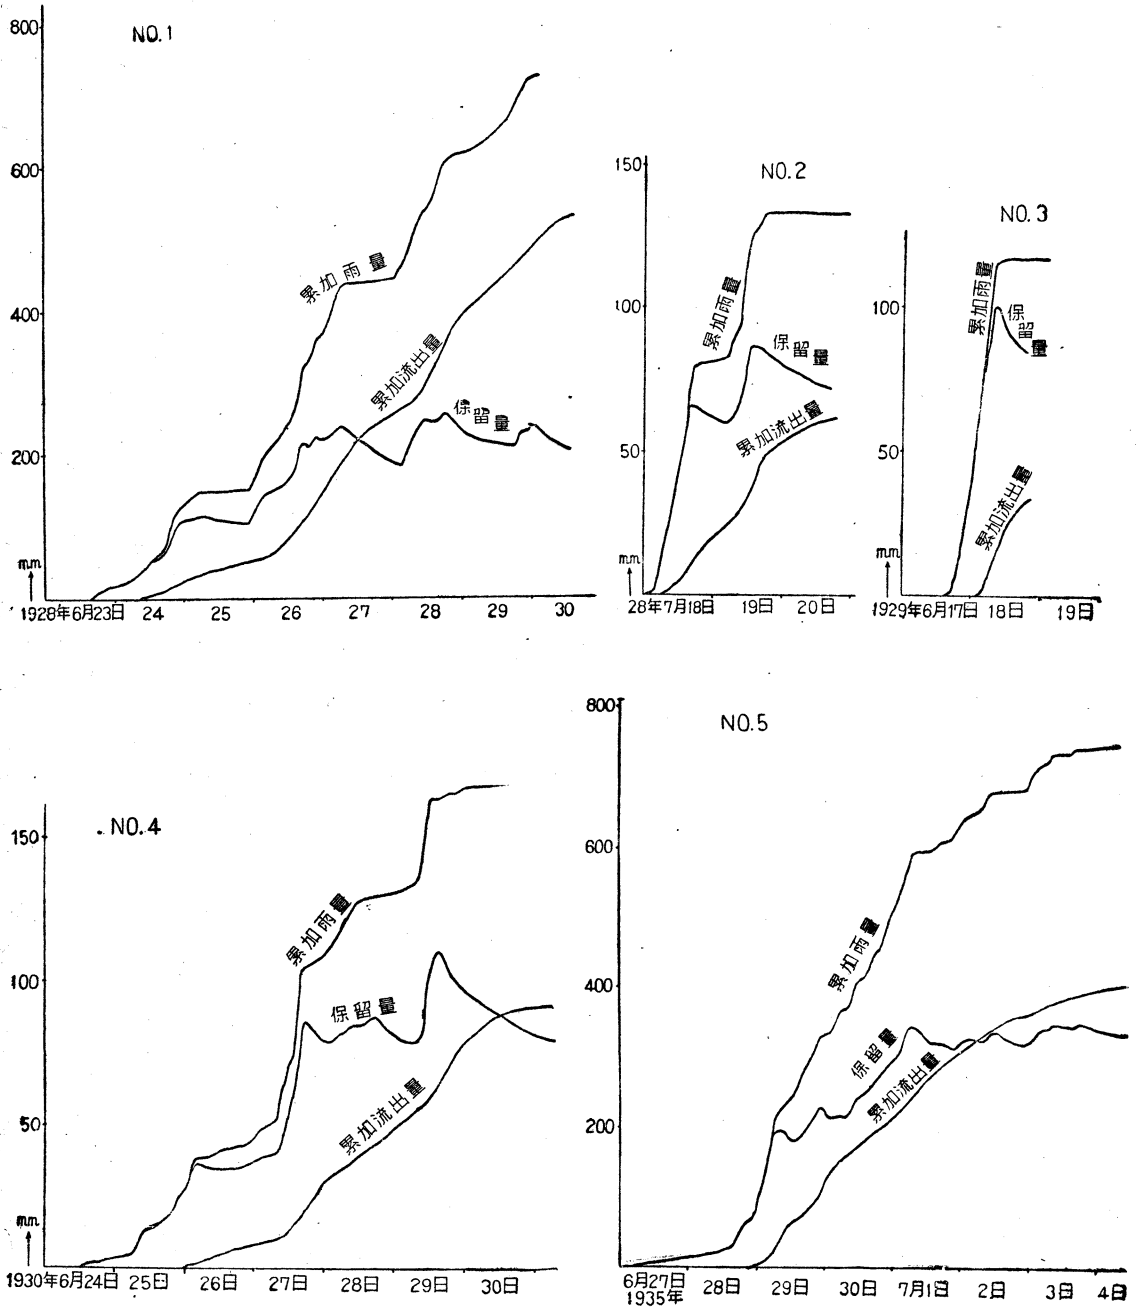 NO.1
800
600
400
200
mm
累加雨量
累加流出量
保留量
1928年6月23日 24 25 26 27 28 29 30
NO.2
150
100
50
mm
累加雨量
保留量
累加流出量
28年7月18日 19日 20日
NO.3
100
50
mm
累加雨量
保留量
累加流出量
1929年6月17日 18日 19日
NO.4
150
100
50
mm
累加雨量
保留量
累加流出量
1930年6月24日 25日 26日 27日 28日 29日 30日
NO.5
800
600
400
200
累加雨量
保留量
累加流出量
6月27日 28日 29日 30日 7月1日 2日 3日 4日
1935年